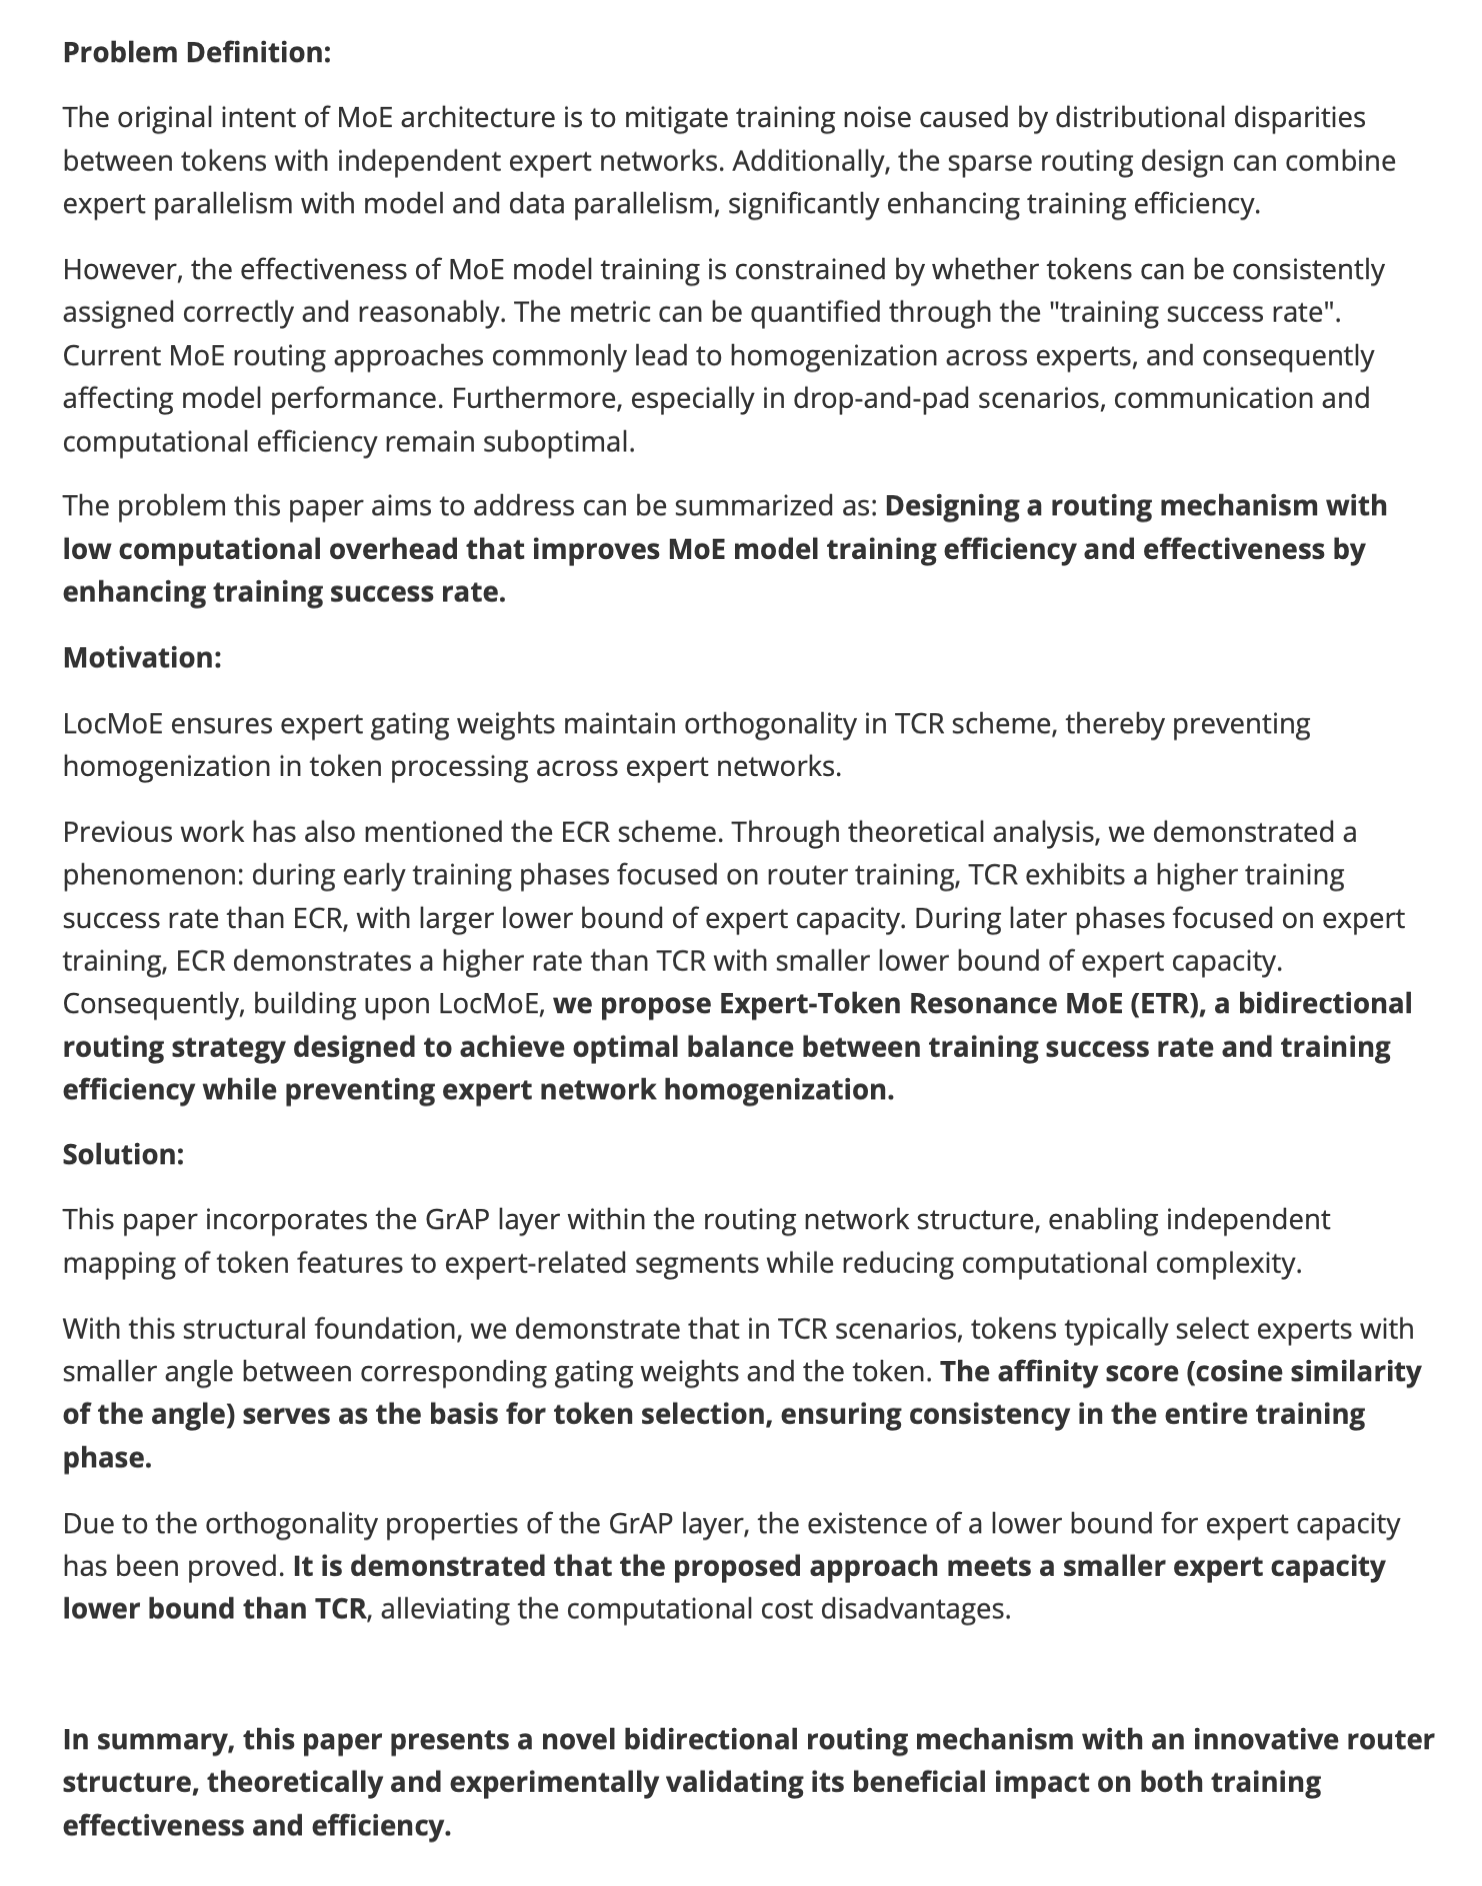 Problem Definition:
The original intent of MoE architecture is to mitigate training noise caused by distributional disparities
between tokens with independent expert networks. Additionally, the sparse routing design can combine
expert parallelism with model and data parallelism, significantly enhancing training efficiency.
However, the effectiveness of MoE model training is constrained by whether tokens can be consistently
assigned correctly and reasonably. The metric can be quantified through the "training success rate".
Current MoE routing approaches commonly lead to homogenization across experts, and consequently
affecting model performance. Furthermore, especially in drop-and-pad scenarios, communication and
computational efficiency remain suboptimal.
The problem this paper aims to address can be summarized as: Designing a routing mechanism with
low computational overhead that improves MoE model training efficiency and effectiveness by
enhancing training success rate.
Motivation:
LocMoE ensures expert gating weights maintain orthogonality in TCR scheme, thereby preventing
homogenization in token processing across expert networks.
Previous work has also mentioned the ECR scheme. Through theoretical analysis, we demonstrated a
phenomenon: during early training phases focused on router training, TCR exhibits a higher training
success rate than ECR, with larger lower bound of expert capacity. During later phases focused on expert
training, ECR demonstrates a higher rate than TCR with smaller lower bound of expert capacity.
Consequently, building upon LocMoE, we propose Expert-Token Resonance MoE (ETR), a bidirectional
routing strategy designed to achieve optimal balance between training success rate and training
efficiency while preventing expert network homogenization.
Solution:
This paper incorporates the GrAP layer within the routing network structure, enabling independent
mapping of token features to expert-related segments while reducing computational complexity.
With this structural foundation, we demonstrate that in TCR scenarios, tokens typically select experts with
smaller angle between corresponding gating weights and the token. The affinity score (cosine similarity
of the angle) serves as the basis for token selection, ensuring consistency in the entire training
phase.
Due to the orthogonality properties of the GrAP layer, the existence of a lower bound for expert capacity
has been proved. It is demonstrated that the proposed approach meets a smaller expert capacity
lower bound than TCR, alleviating the computational cost disadvantages.
In summary, this paper presents a novel bidirectional routing mechanism with an innovative router
structure, theoretically and experimentally validating its beneficial impact on both training
effectiveness and efficiency.